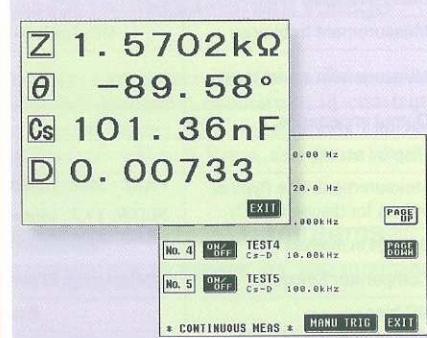 Z 1.5702kΩ
θ -89.58°
Cs 101.36nF
D 0.00733
EXIT
0.00 Hz
20.0 Hz
.000kHz
PAGE UP
No. 4 ON/OFF TEST4
Cs-D 10.00kHz
PAGE DOWN
No. 5 ON/OFF TEST5
Cs-D 100.0kHz
* CONTINUOUS MEAS * MANU TRIG EXIT